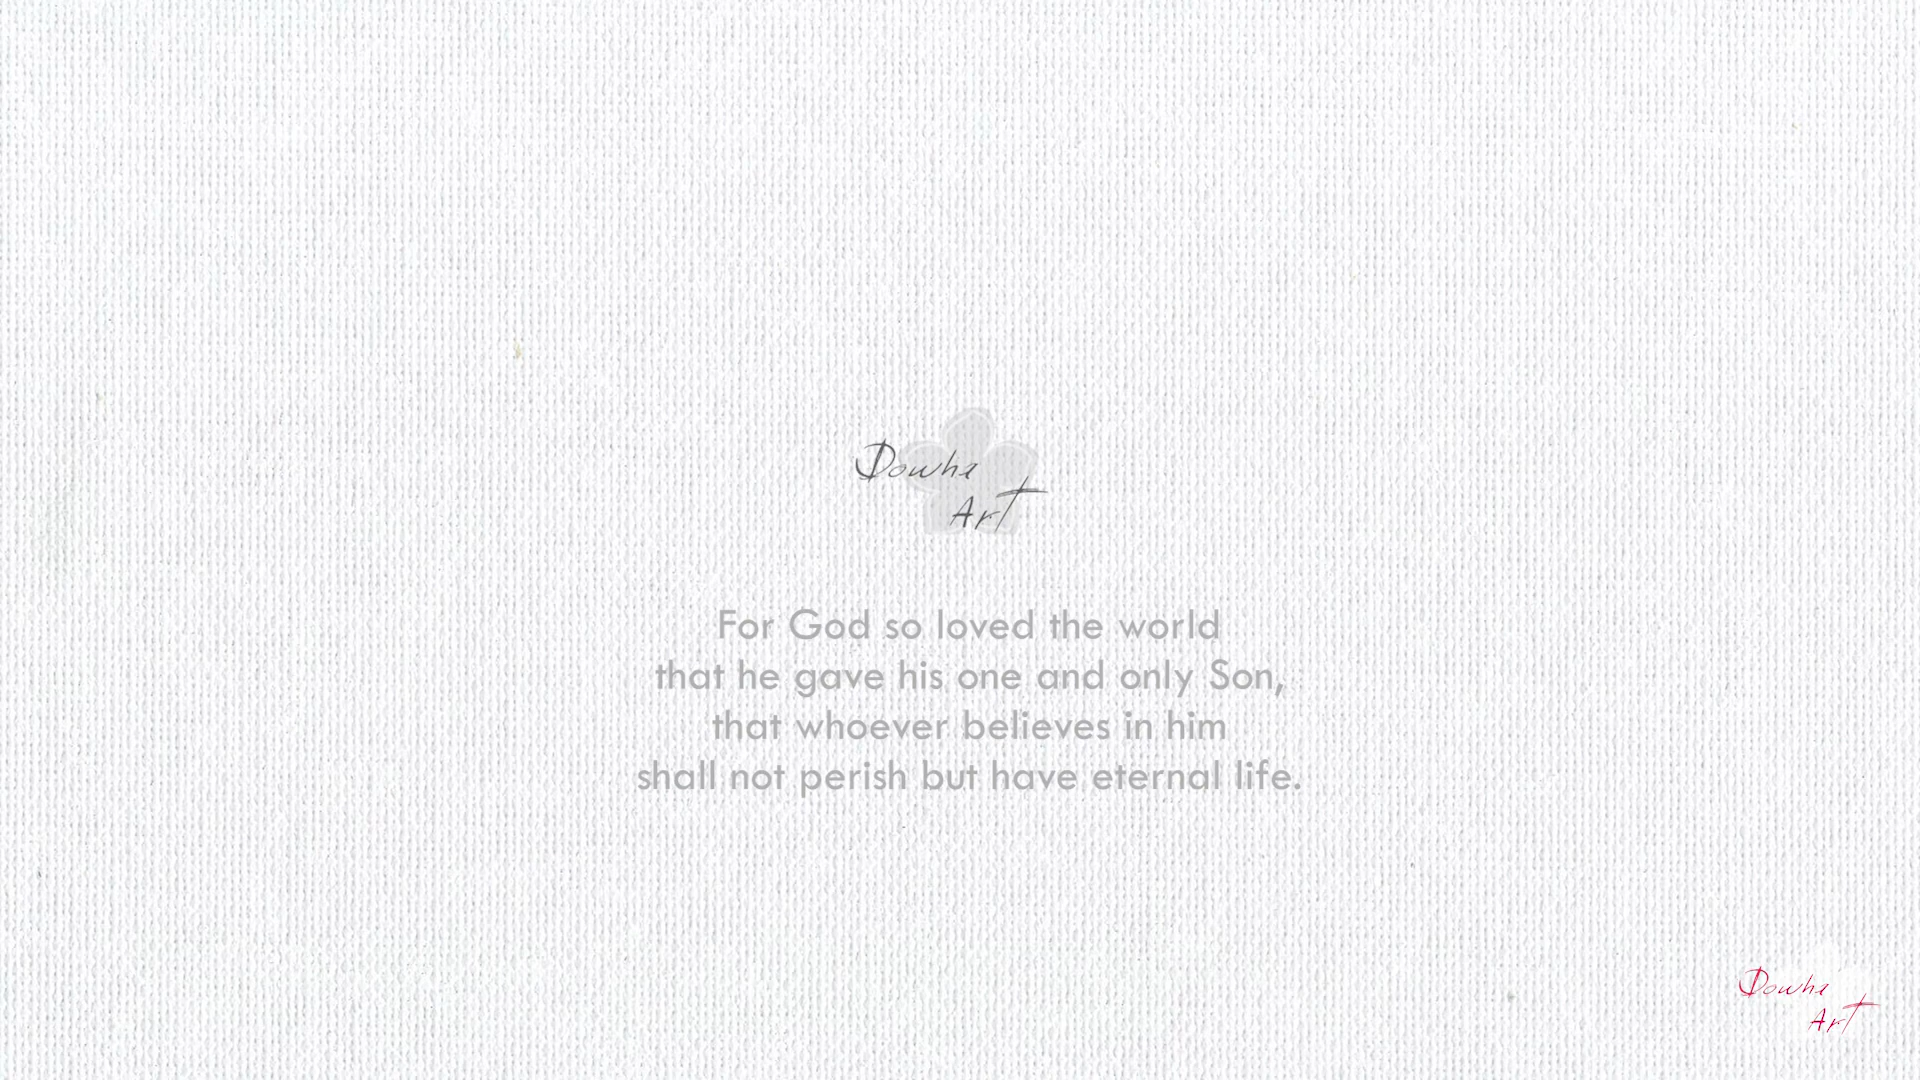 Dowha
Art
For God so loved the world
that he gave his one and only Son,
that whoever believes in him
shall not perish but have eternal life.
Dowha
Art